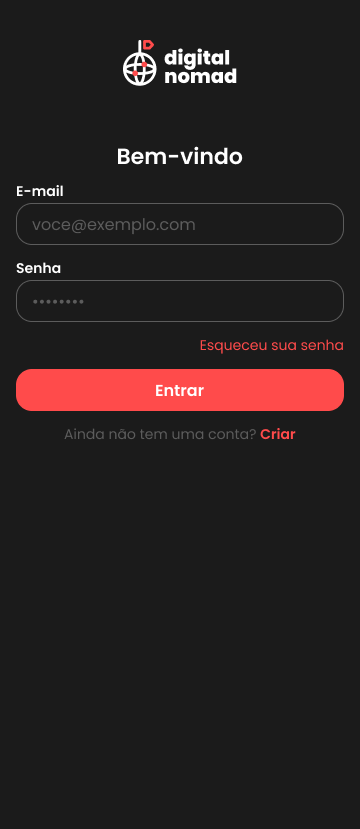 digital
nomad
Bem-vindo
E-mail
voce@exemplo.com
Senha
••••••••
Esqueceu sua senha
Entrar
Ainda não tem uma conta? Criar